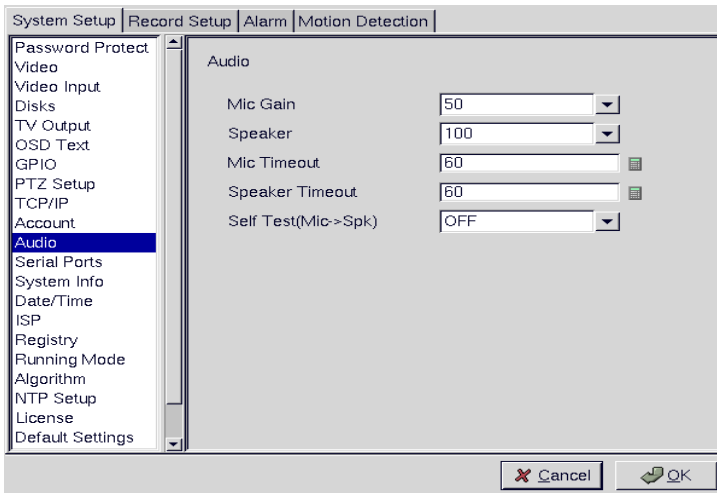 System Setup Record Setup Alarm Motion Detection
Password Protect
Video
Video Input
Disks
TV Output
OSD Text
GPIO
PTZ Setup
TCP/IP
Account
Audio
Serial Ports
System Info
Date/Time
ISP
Registry
Running Mode
Algorithm
NTP Setup
License
Default Settings
Audio
Mic Gain 50
Speaker 100
Mic Timeout 60
Speaker Timeout 60
Self Test(Mic->Spk) OFF
Cancel OK